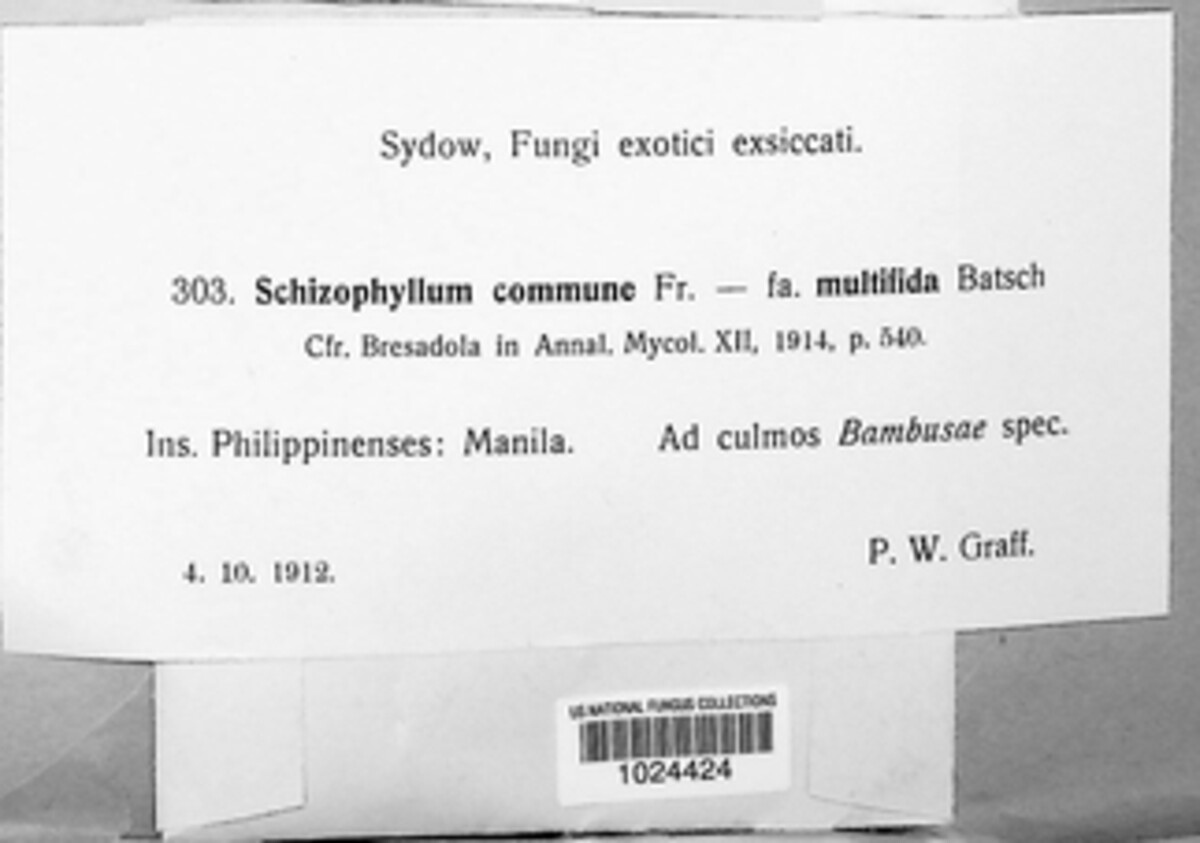 Sydow, Fungi exotici exsiccati.
303. Schizophyllum commune Fr. — fa. multifida Batsch
Cfr. Bresadola in Annal. Mycol. XII, 1914, p. 540.
Ins. Philippinenses: Manila. Ad culmos Bambusae spec.
4. 10. 1912. P. W. Graff.
US NATIONAL FUNGUS COLLECTIONS
1024424